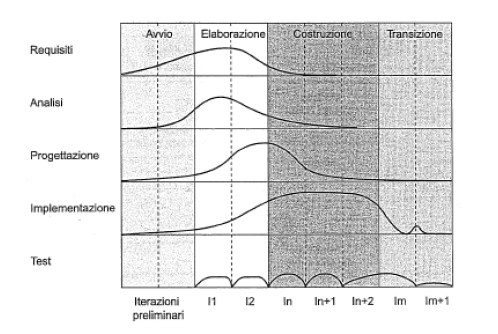 Avvio Elaborazione Costruzione Transizione
Requisiti
Analisi
Progettazione
Implementazione
Test
Iterazioni I1 I2 In In+1 In+2 Im Im+1
preliminari